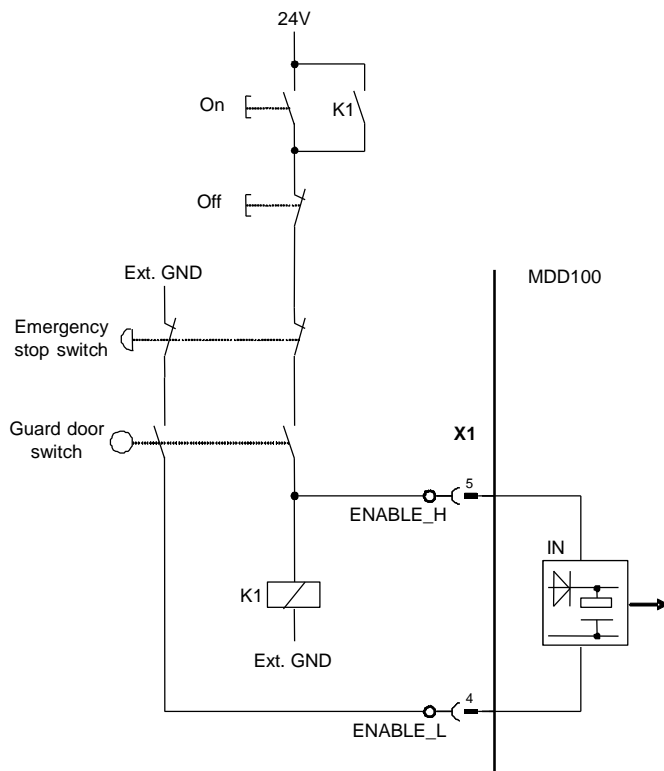 24V
On
K1
Off
Ext. GND
MDD100
Emergency
stop switch
Guard door
switch
X1
5
ENABLE_H
IN
K1
Ext. GND
4
ENABLE_L